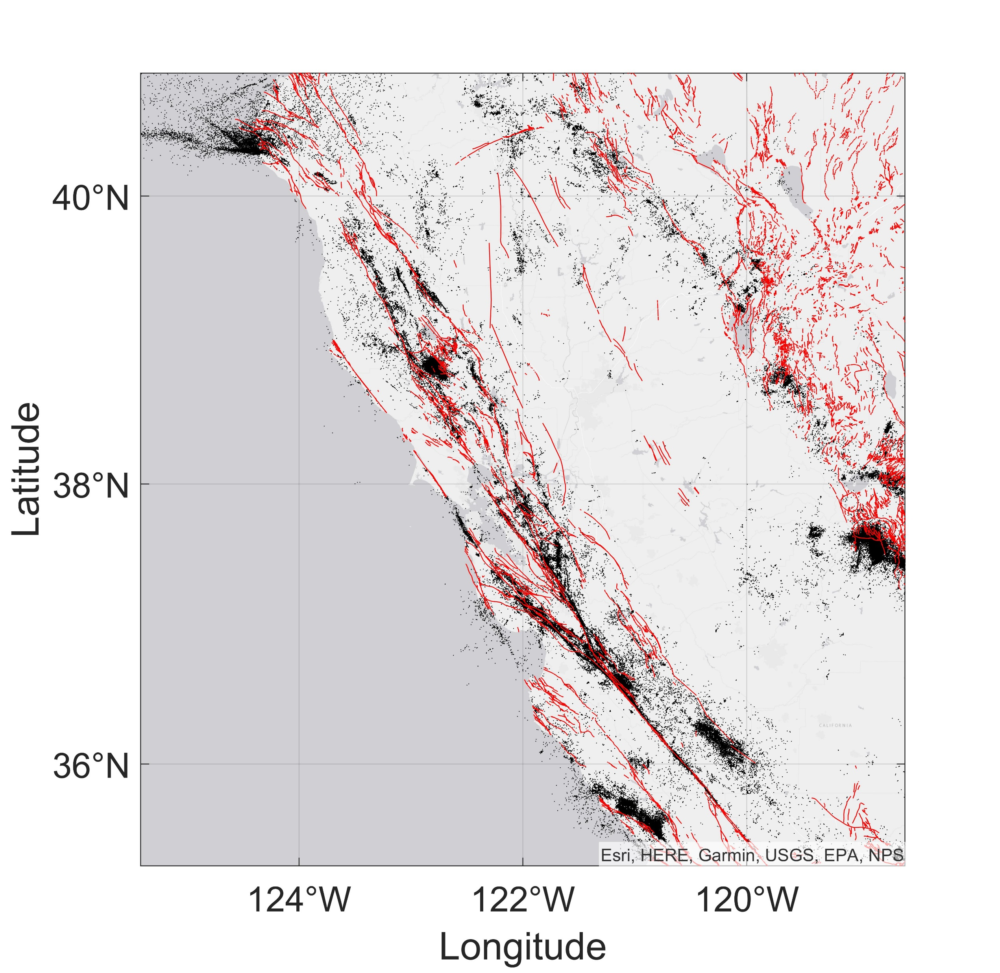 Latitude
40°N
38°N
36°N
CALIFORNIA
Esri, HERE, Garmin, USGS, EPA, NPS
124°W 122°W 120°W
Longitude